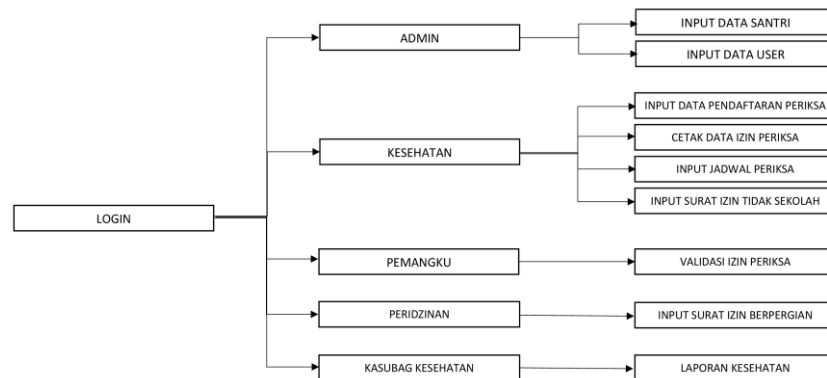 LOGIN
ADMIN
INPUT DATA SANTRI
INPUT DATA USER
KESEHATAN
INPUT DATA PENDAFTARAN PERIKSA
CETAK DATA IZIN PERIKSA
INPUT JADWAL PERIKSA
INPUT SURAT IZIN TIDAK SEKOLAH
PEMANGKU
VALIDASI IZIN PERIKSA
PERIDZINAN
INPUT SURAT IZIN BERPERGIAN
KASUBAG KESEHATAN
LAPORAN KESEHATAN